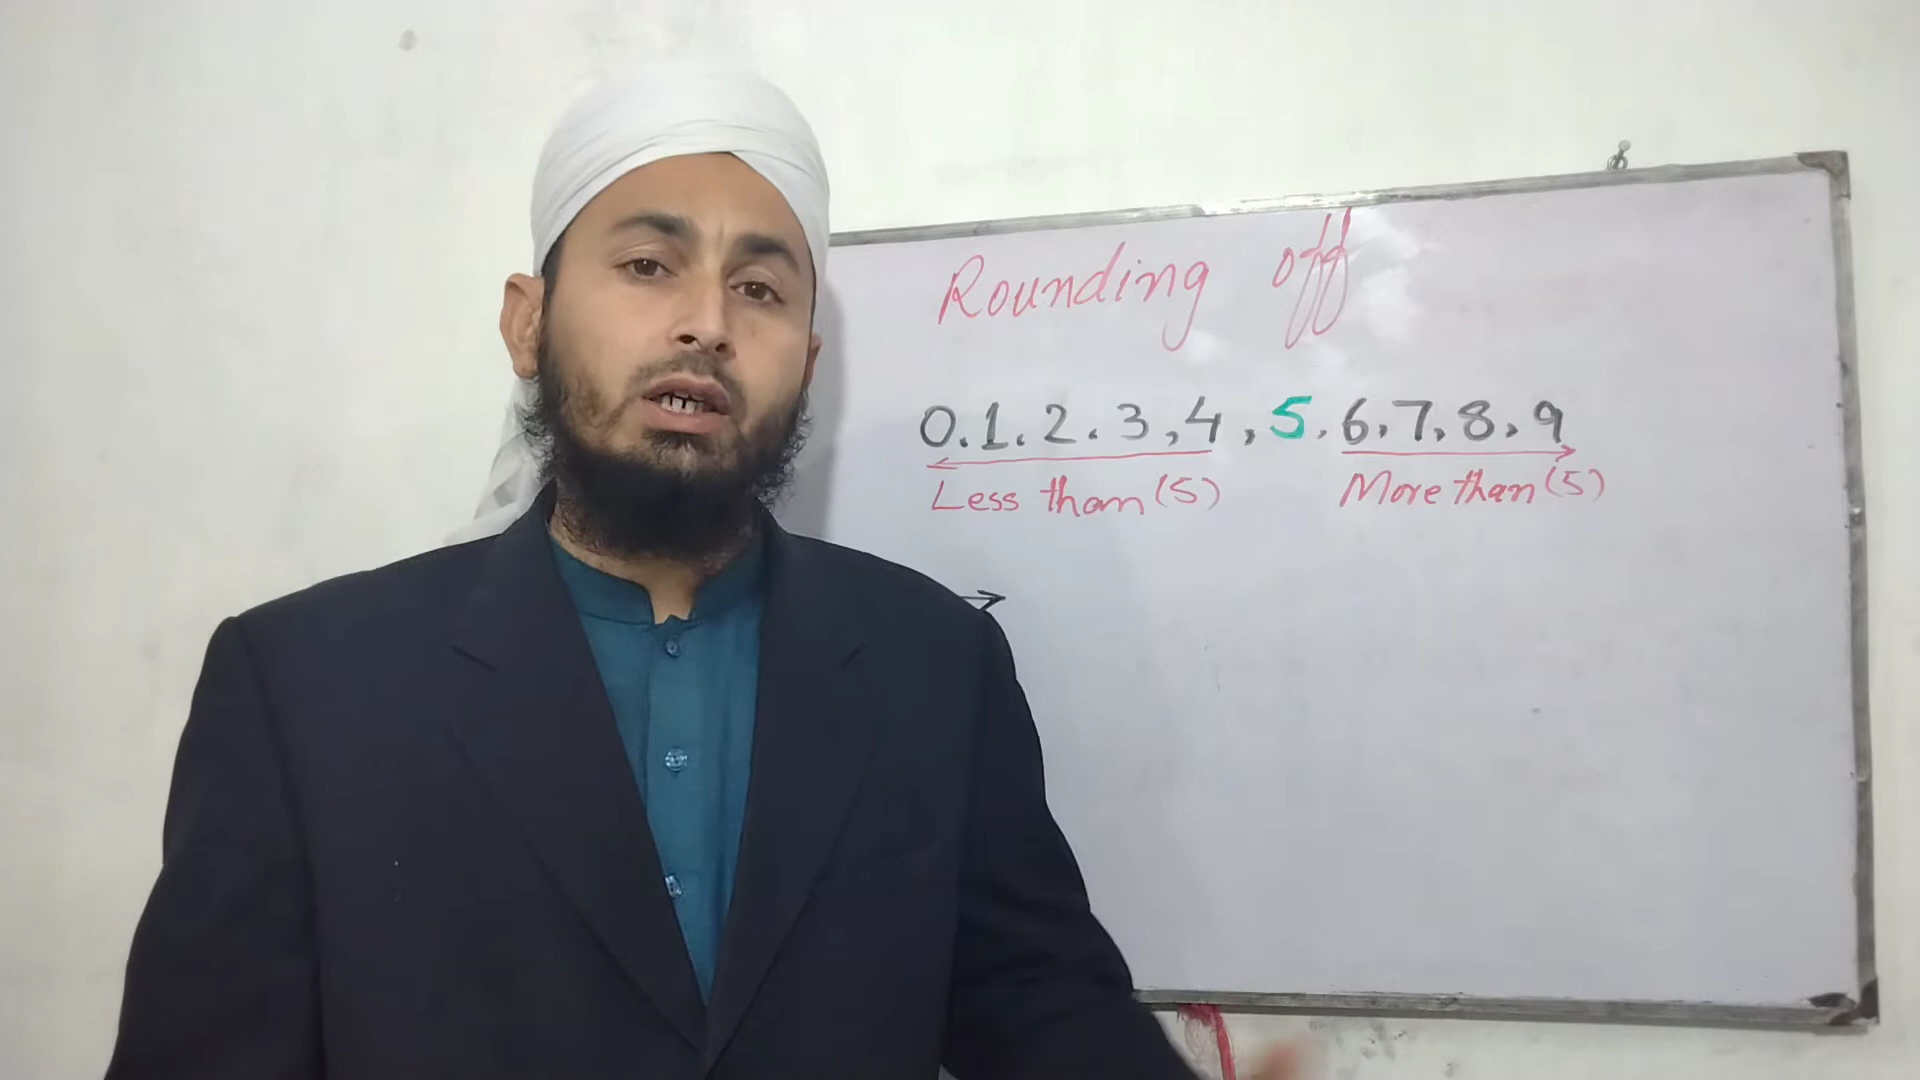 Rounding off
0.1.2.3,4,5.6,7,8,9
Less than (5) More than (5)